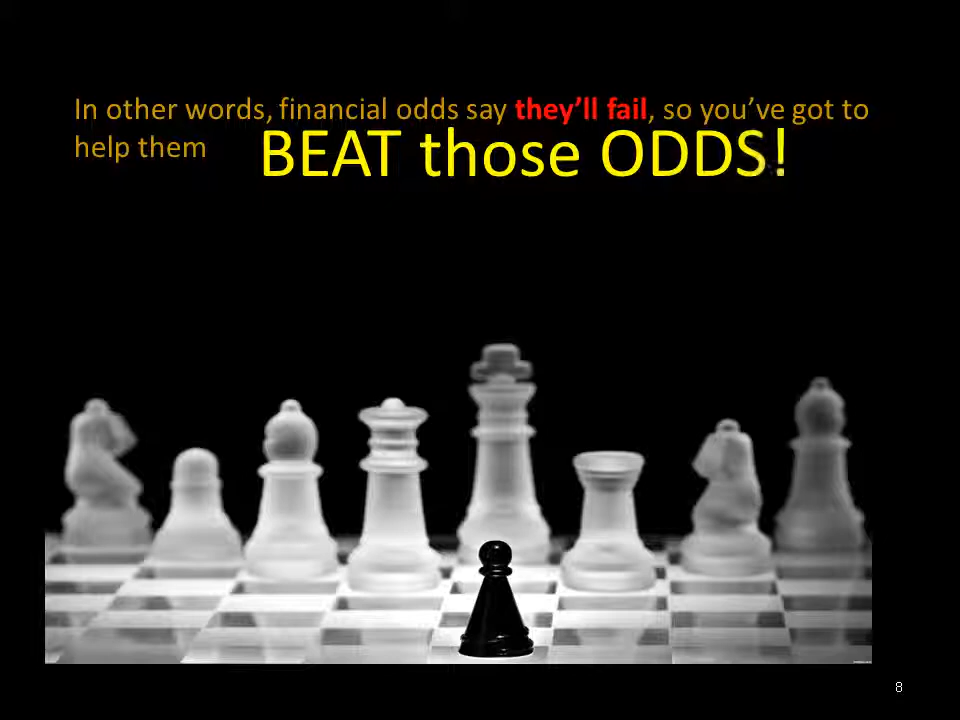 In other words, financial odds say they’ll fail, so you’ve got to
help them
BEAT those ODDS!
8